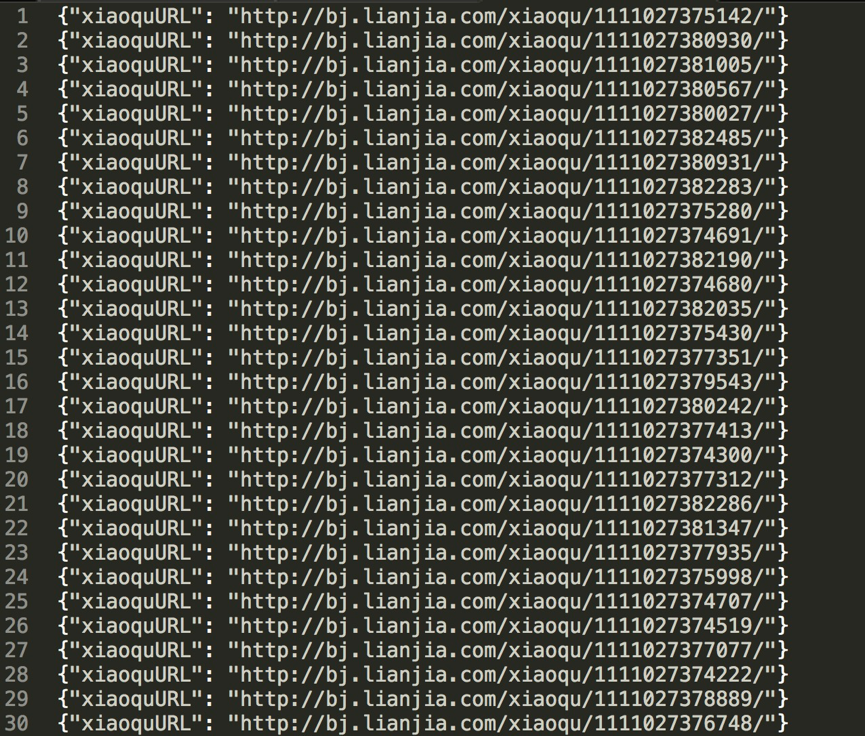 1 {"xiaoquURL": "http://bj.lianjia.com/xiaoqu/1111027375142/"}
2 {"xiaoquURL": "http://bj.lianjia.com/xiaoqu/1111027380930/"}
3 {"xiaoquURL": "http://bj.lianjia.com/xiaoqu/1111027381005/"}
4 {"xiaoquURL": "http://bj.lianjia.com/xiaoqu/1111027380567/"}
5 {"xiaoquURL": "http://bj.lianjia.com/xiaoqu/1111027380027/"}
6 {"xiaoquURL": "http://bj.lianjia.com/xiaoqu/1111027382485/"}
7 {"xiaoquURL": "http://bj.lianjia.com/xiaoqu/1111027380931/"}
8 {"xiaoquURL": "http://bj.lianjia.com/xiaoqu/1111027382283/"}
9 {"xiaoquURL": "http://bj.lianjia.com/xiaoqu/1111027375280/"}
10 {"xiaoquURL": "http://bj.lianjia.com/xiaoqu/1111027374691/"}
11 {"xiaoquURL": "http://bj.lianjia.com/xiaoqu/1111027382190/"}
12 {"xiaoquURL": "http://bj.lianjia.com/xiaoqu/1111027374680/"}
13 {"xiaoquURL": "http://bj.lianjia.com/xiaoqu/1111027382035/"}
14 {"xiaoquURL": "http://bj.lianjia.com/xiaoqu/1111027375430/"}
15 {"xiaoquURL": "http://bj.lianjia.com/xiaoqu/1111027377351/"}
16 {"xiaoquURL": "http://bj.lianjia.com/xiaoqu/1111027379543/"}
17 {"xiaoquURL": "http://bj.lianjia.com/xiaoqu/1111027380242/"}
18 {"xiaoquURL": "http://bj.lianjia.com/xiaoqu/1111027377413/"}
19 {"xiaoquURL": "http://bj.lianjia.com/xiaoqu/1111027374300/"}
20 {"xiaoquURL": "http://bj.lianjia.com/xiaoqu/1111027377312/"}
21 {"xiaoquURL": "http://bj.lianjia.com/xiaoqu/1111027382286/"}
22 {"xiaoquURL": "http://bj.lianjia.com/xiaoqu/1111027381347/"}
23 {"xiaoquURL": "http://bj.lianjia.com/xiaoqu/1111027377935/"}
24 {"xiaoquURL": "http://bj.lianjia.com/xiaoqu/1111027375998/"}
25 {"xiaoquURL": "http://bj.lianjia.com/xiaoqu/1111027374707/"}
26 {"xiaoquURL": "http://bj.lianjia.com/xiaoqu/1111027374519/"}
27 {"xiaoquURL": "http://bj.lianjia.com/xiaoqu/1111027377077/"}
28 {"xiaoquURL": "http://bj.lianjia.com/xiaoqu/1111027374222/"}
29 {"xiaoquURL": "http://bj.lianjia.com/xiaoqu/1111027378889/"}
30 {"xiaoquURL": "http://bj.lianjia.com/xiaoqu/1111027376748/"}